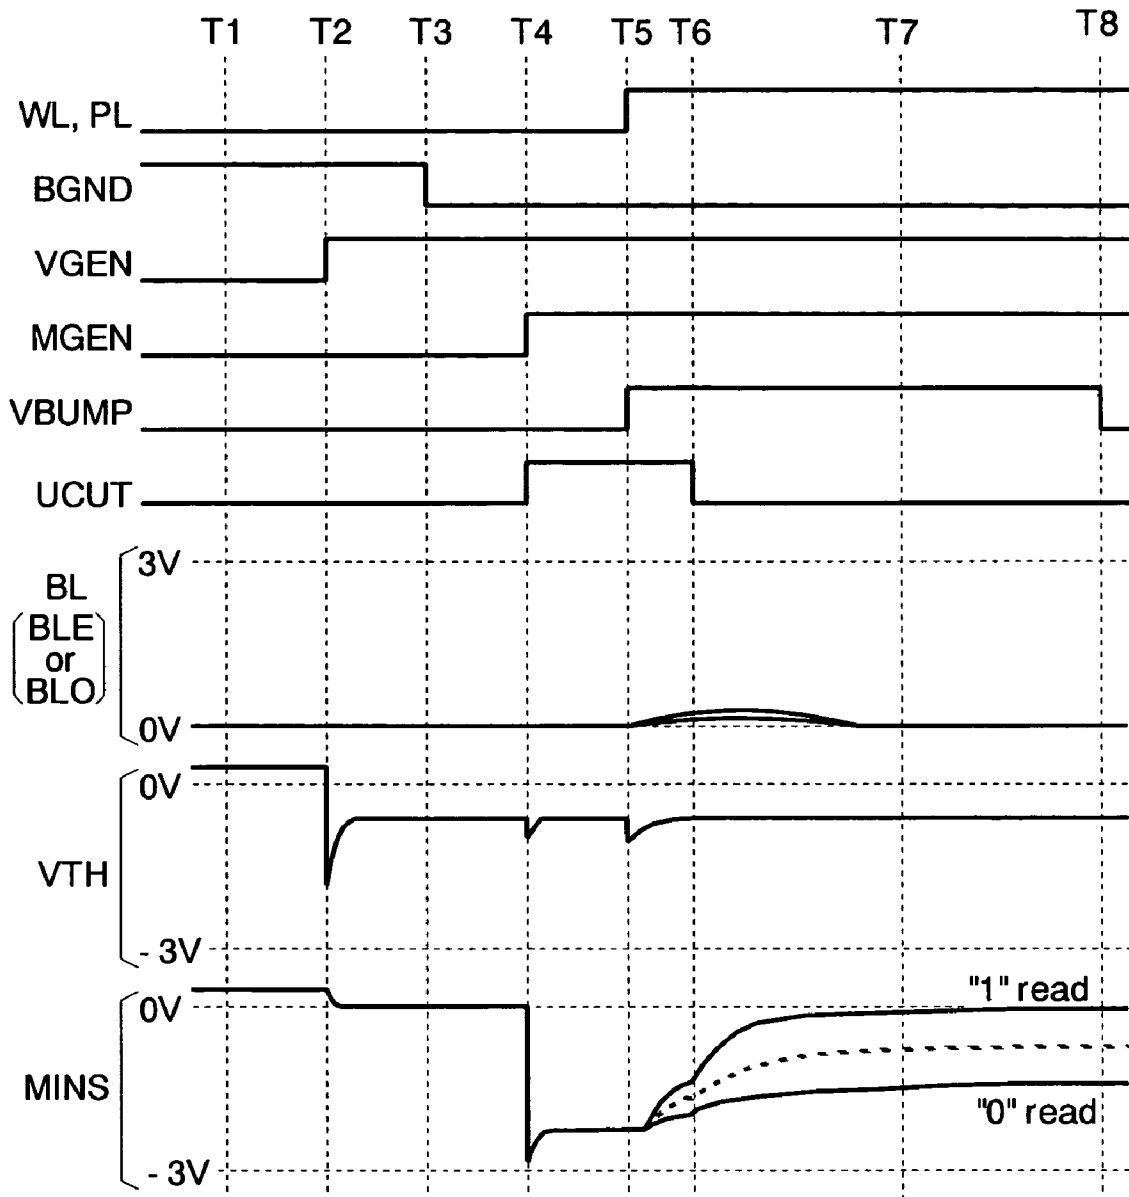 T1 T2 T3 T4 T5 T6 T7 T8
WL, PL
BGND
VGEN
MGEN
VBUMP
UCUT
3V
BL
BLE
or
BLO
0V
0V
VTH
- 3V
"1" read
0V
MINS
"0" read
- 3V